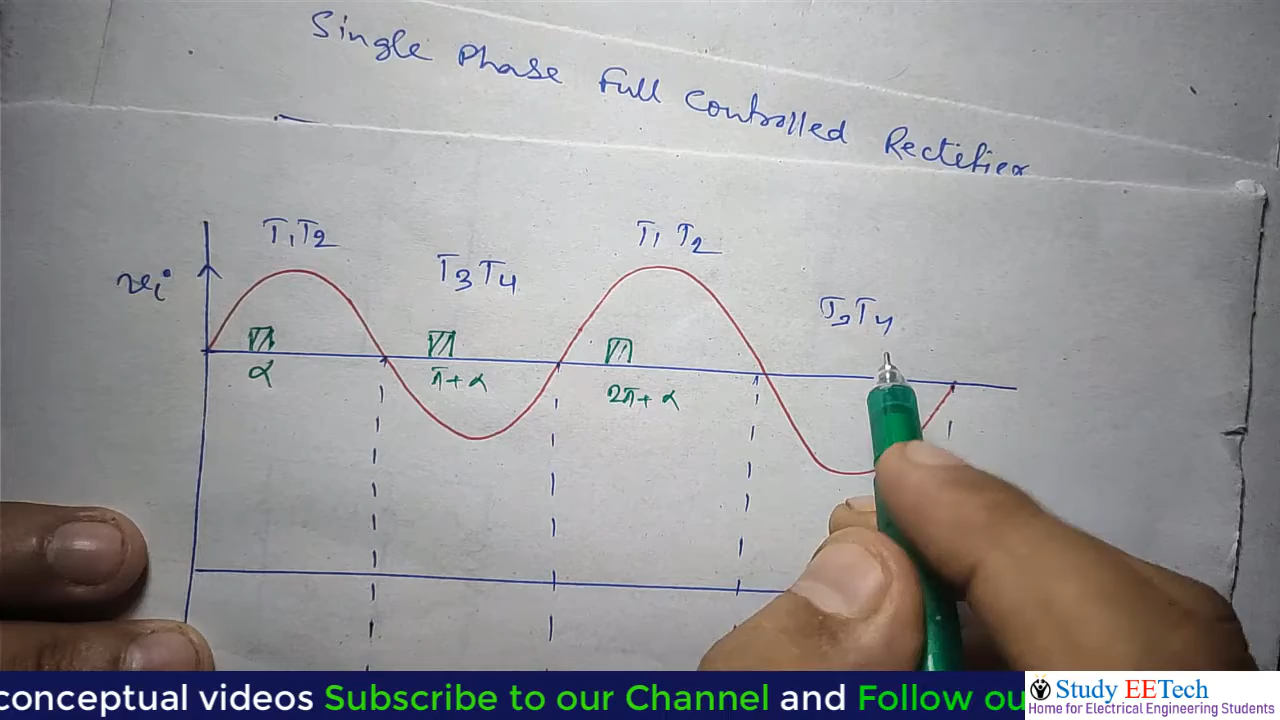 Single Phase Full Controlled Rectifier
T1T2
T3T4
T1 T2
T3T4
vi
α
π+α
2π+α
conceptual videos Subscribe to our Channel and Follow ou
Study EETech
Home for Electrical Engineering Students